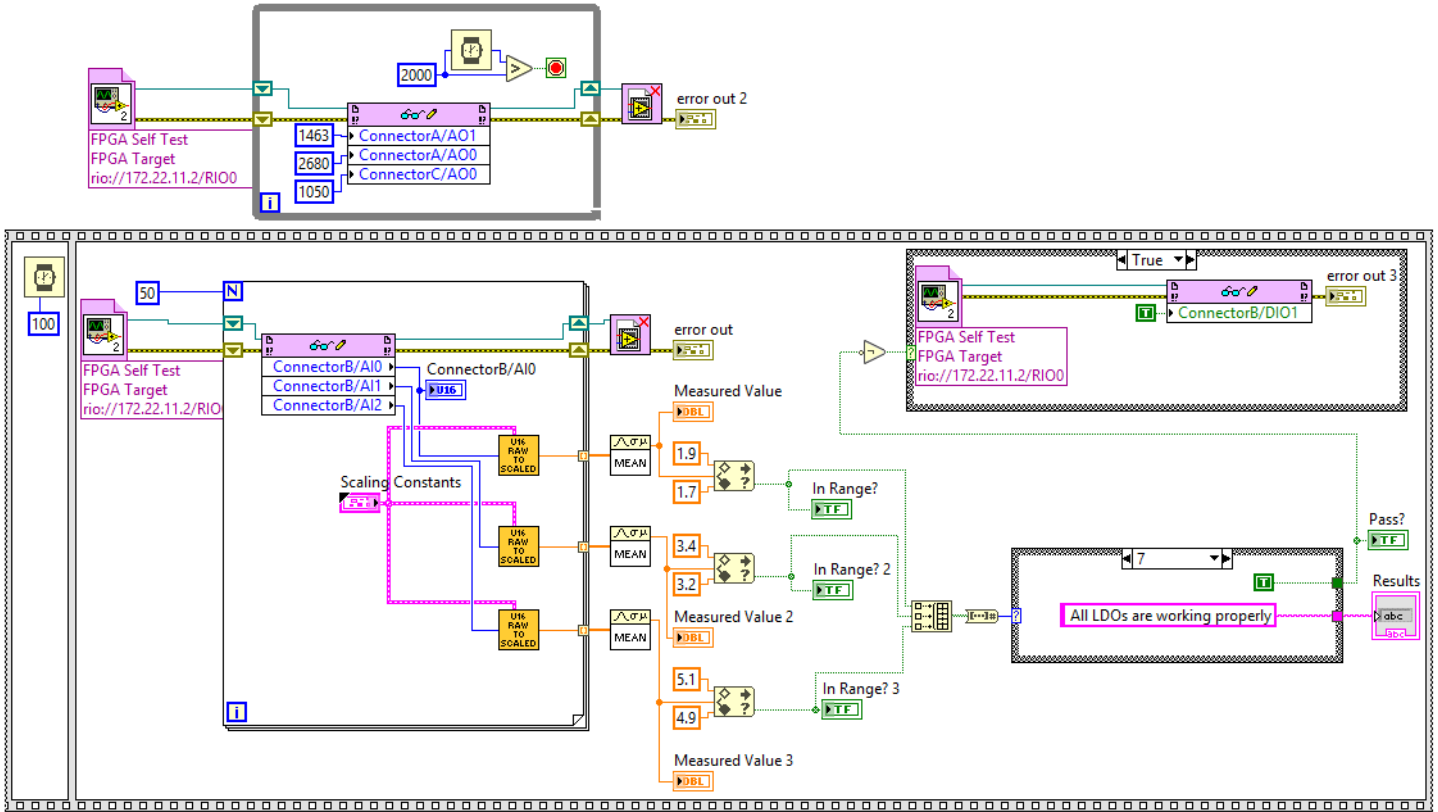 2000
error out 2
2
FPGA Self Test
FPGA Target
rio://172.22.11.2/RIO0
1463
ConnectorA/AO1
2680
ConnectorA/AO0
1050
ConnectorC/AO0
i
100
50
N
2
FPGA Self Test
FPGA Target
rio://172.22.11.2/RIO
ConnectorB/AI0
ConnectorB/AI1
ConnectorB/AI2
ConnectorB/AI0
U16
error out
Scaling Constants
U16
RAW
TO
SCALED
U16
RAW
TO
SCALED
U16
RAW
TO
SCALED
i
σμ
MEAN
σμ
MEAN
σμ
MEAN
Measured Value
DBL
1.9
1.7
?
In Range?
TF
3.4
3.2
?
In Range? 2
TF
Measured Value 2
DBL
5.1
4.9
?
In Range? 3
TF
Measured Value 3
DBL
True
2
FPGA Self Test
FPGA Target
rio://172.22.11.2/RIO0
T
ConnectorB/DIO1
error out 3
?
7
?
T
All LDOs are working properly
Pass?
TF
Results
abc
abc